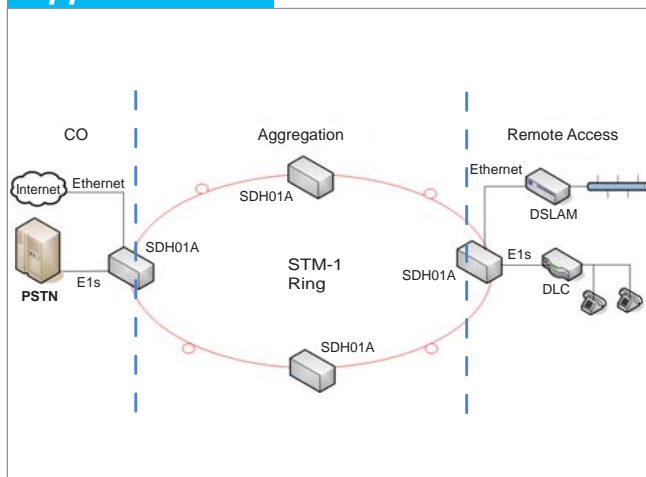 CO
Aggregation
Remote Access
Internet
Ethernet
SDH01A
Ethernet
DSLAM
SDH01A
STM-1
Ring
SDH01A
E1s
PSTN
E1s
DLC
SDH01A